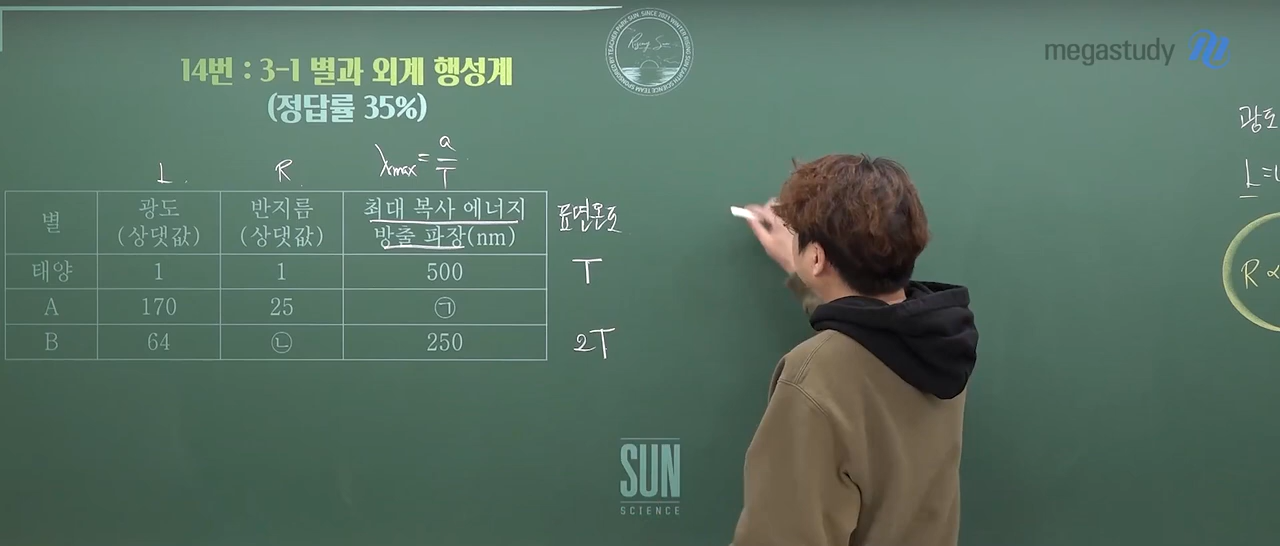 megastudy
14번 : 3-1 별과 외계 행성계
(정답률 35%)
L R λmax = a/T
별 광도 (상댓값) 반지름 (상댓값) 최대 복사 에너지 방출 파장(nm) 표면온도
태양 1 1 500 T
A 170 25 ㉠
B 64 ㉡ 250 2T
광도
L=
R ∝
SUN
SCIENCE